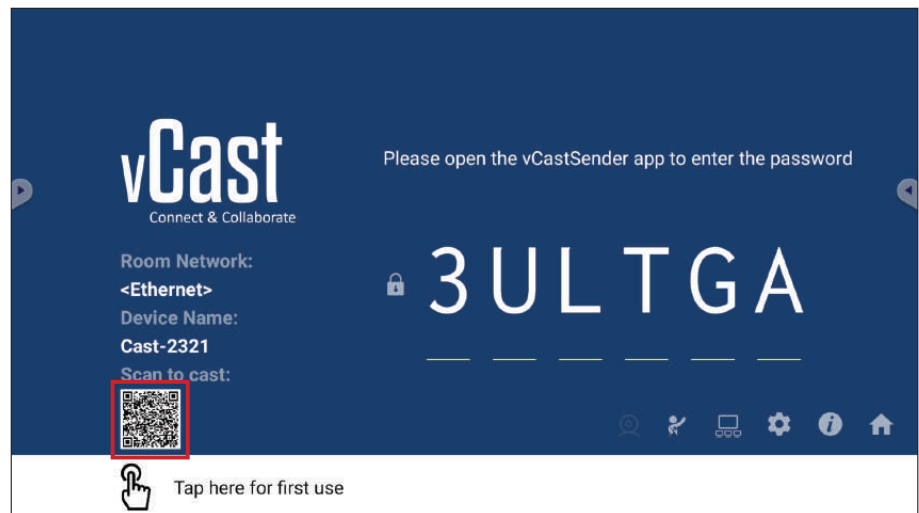 vCast
Connect & Collaborate
Please open the vCastSender app to enter the password
Room Network:
<Ethernet>
Device Name:
Cast-2321
Scan to cast:
3ULTGA
Tap here for first use